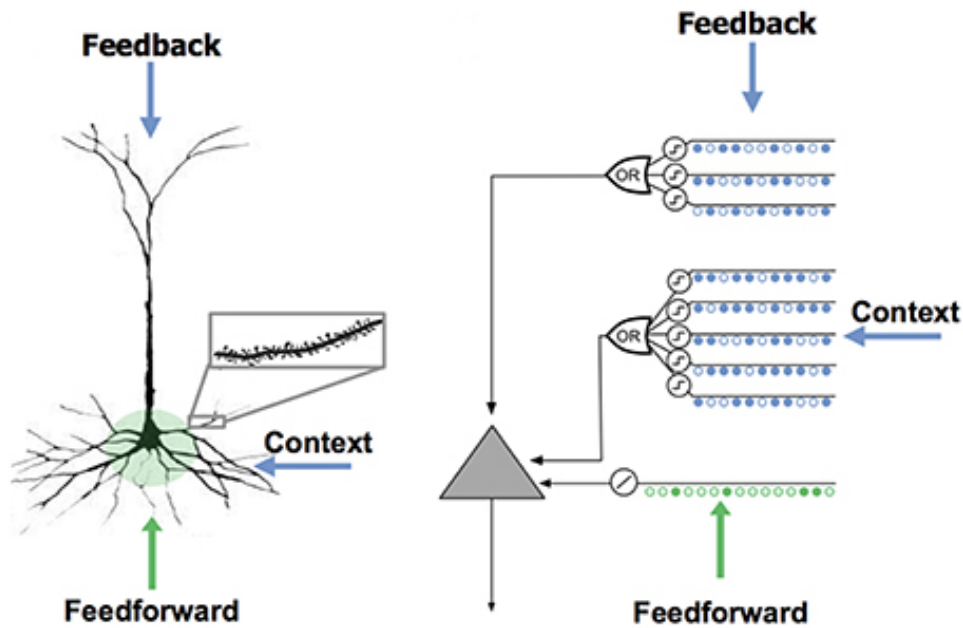 Feedback
Context
Feedforward
Feedback
OR
OR
Context
Feedforward